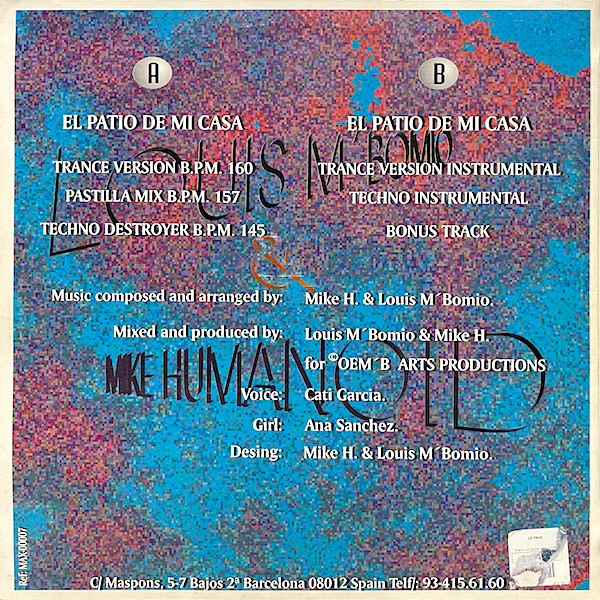 A
B
EL PATIO DE MI CASA
EL PATIO DE MI CASA
TRANCE VERSION B.P.M. 160
TRANCE VERSION INSTRUMENTAL
PASTILLA MIX B.P.M. 157
TECHNO INSTRUMENTAL
TECHNO DESTROYER B.P.M. 145
BONUS TRACK
LOUIS M´BOMIO
&
MIKE HUMANOID
Music composed and arranged by: Mike H. & Louis M´Bomio.
Mixed and produced by: Louis M´Bomio & Mike H.
for ©OEM´B ARTS PRODUCTIONS
Voice: Cati Garcia.
Girl: Ana Sanchez.
Desing: Mike H. & Louis M´Bomio.
Ref: MAX-00007
C/ Maspons, 5-7 Bajos 2ª Barcelona 08012 Spain Telf/: 93-415.61.60